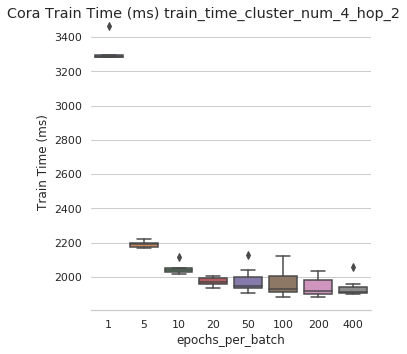 Cora Train Time (ms) train_time_cluster_num_4_hop_2
3400
3200
3000
2800
2600
2400
2200
2000
Train Time (ms)
1 5 10 20 50 100 200 400
epochs_per_batch